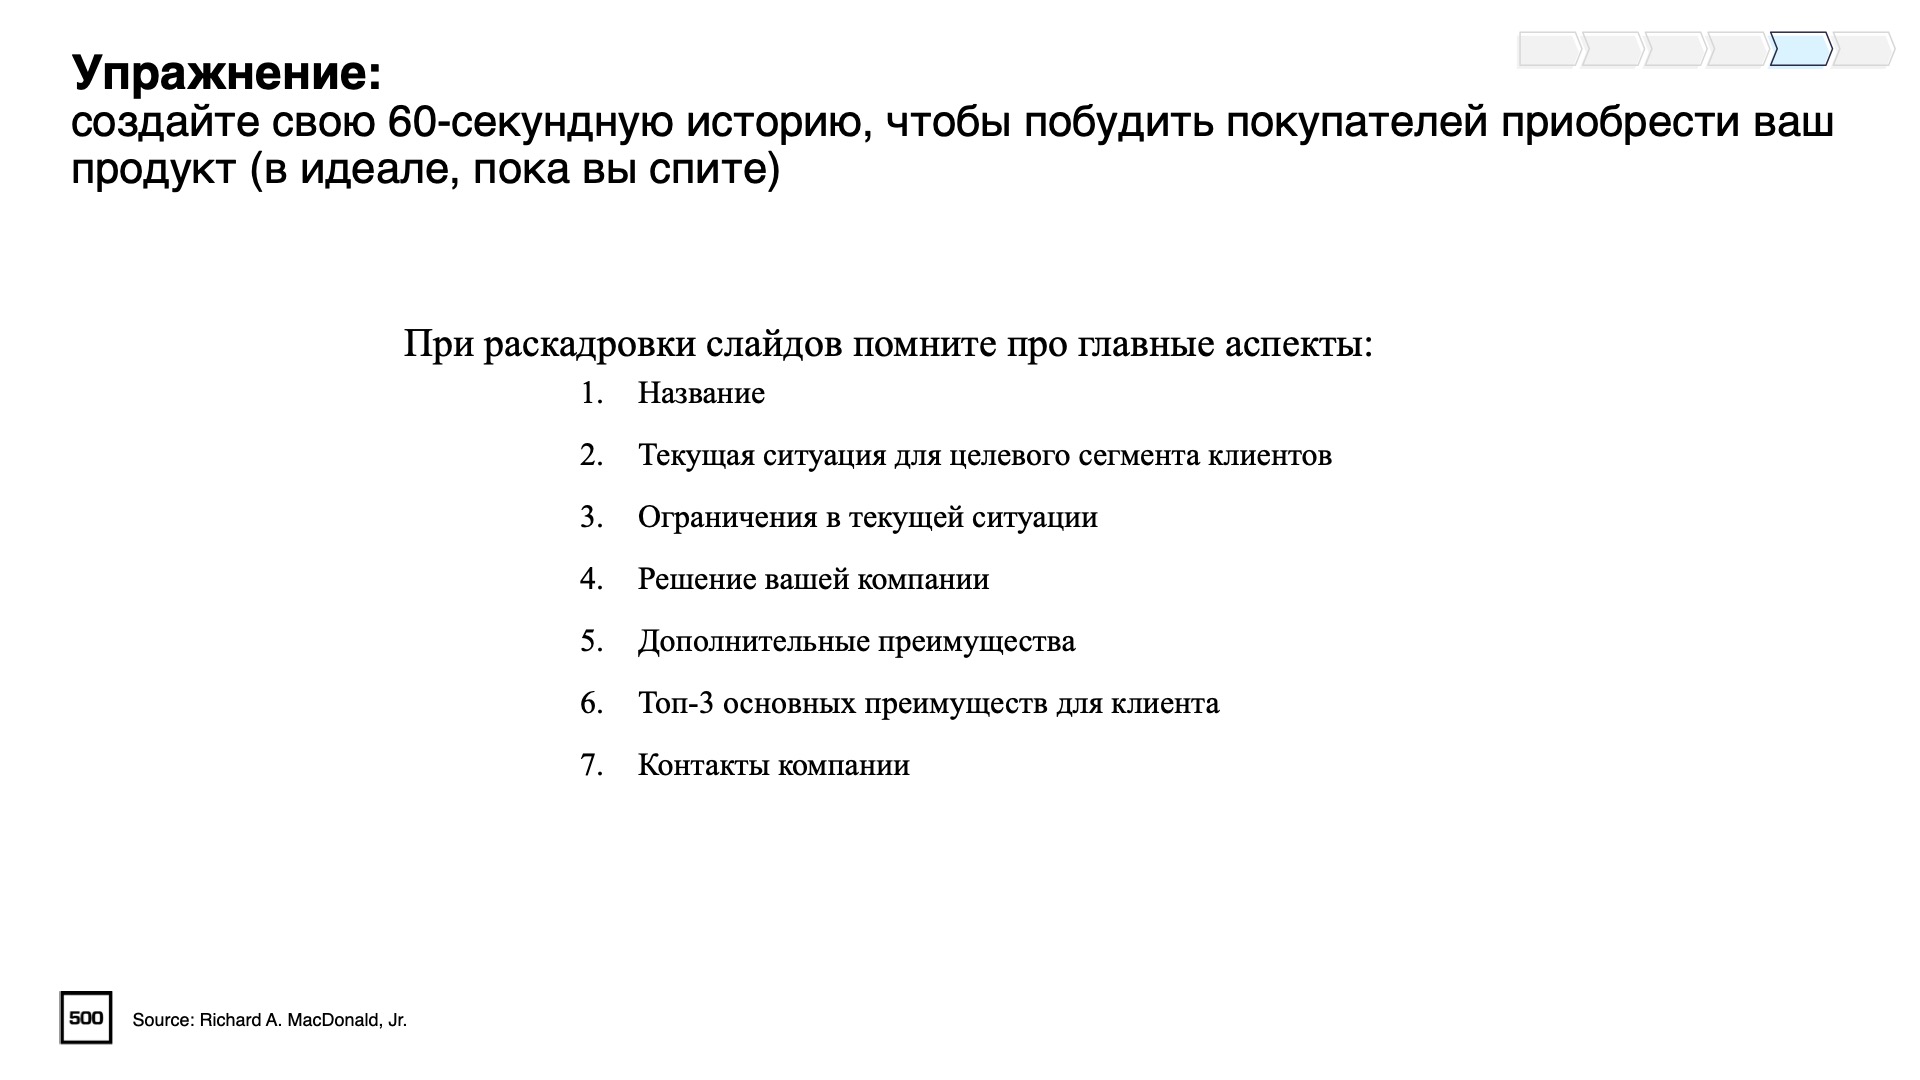 Упражнение:
создайте свою 60-секундную историю, чтобы побудить покупателей приобрести ваш
продукт (в идеале, пока вы спите)
При раскадровки слайдов помните про главные аспекты:
1. Название
2. Текущая ситуация для целевого сегмента клиентов
3. Ограничения в текущей ситуации
4. Решение вашей компании
5. Дополнительные преимущества
6. Топ-3 основных преимуществ для клиента
7. Контакты компании
500
Source: Richard A. MacDonald, Jr.